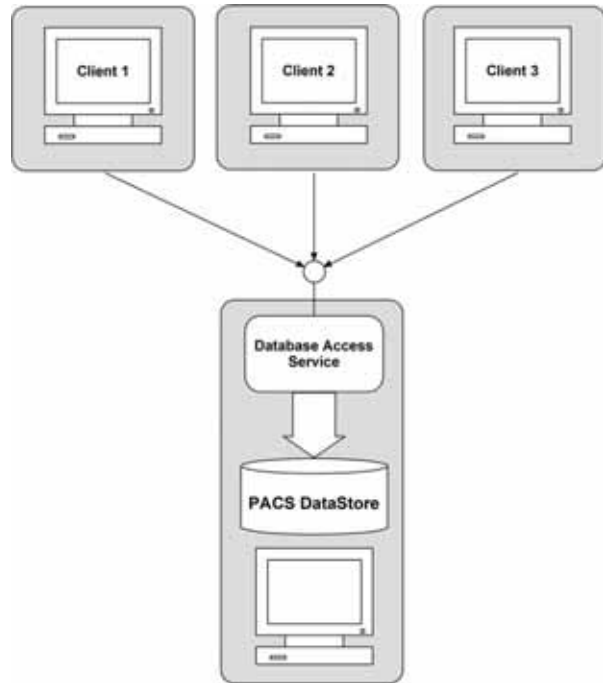 Client 1
Client 2
Client 3
Database Access
Service
PACS DataStore